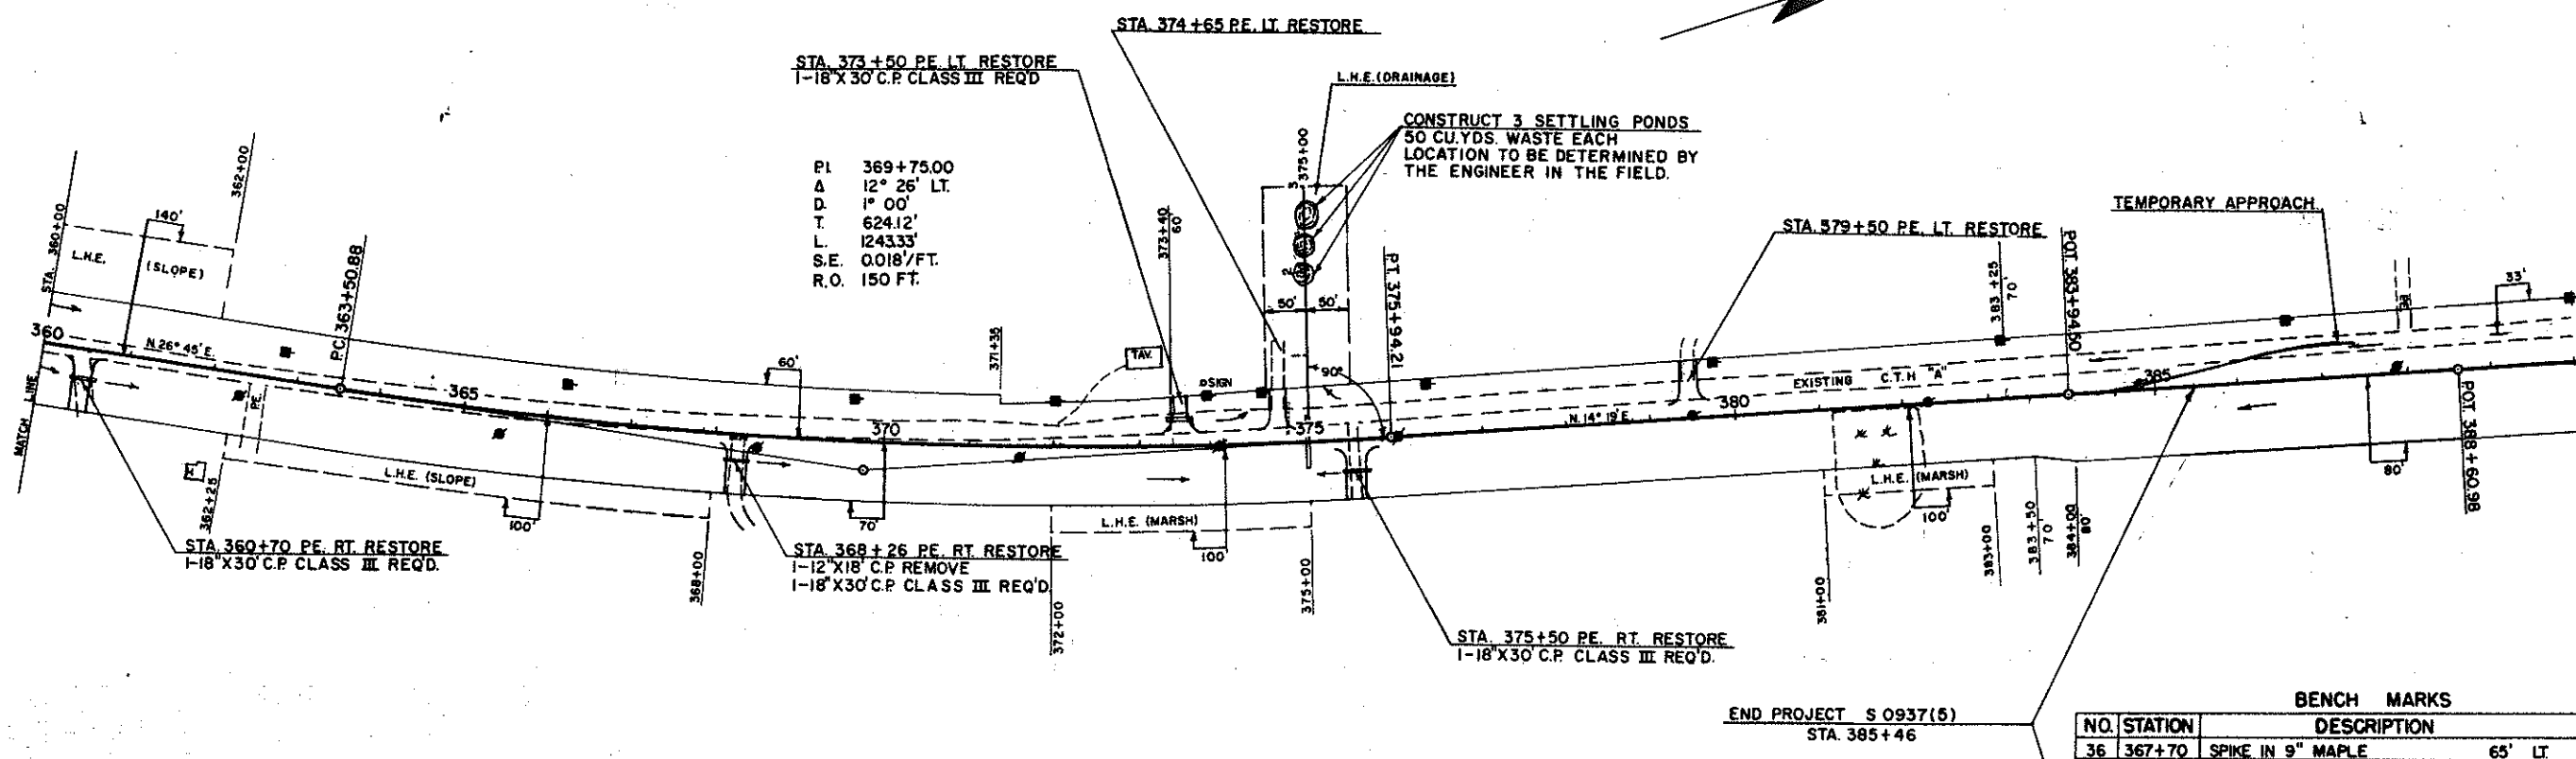 STA. 374+65 P.E. LT. RESTORE
STA. 373+50 P.E. LT. RESTORE
1-18"X30' C.P. CLASS III REQ'D
L.H.E. (DRAINAGE)
CONSTRUCT 3 SETTLING PONDS
50 CU.YDS. WASTE EACH
LOCATION TO BE DETERMINED BY
THE ENGINEER IN THE FIELD.
P.I. 369+75.00
Δ 12° 26' LT.
D. 1° 00'
T. 624.12'
L. 1243.33'
S.E. 0.018'/FT.
R.O. 150 FT.
TEMPORARY APPROACH
STA. 579+50 P.E. LT. RESTORE
STA. 360+00
362+00
140'
L.H.E. (SLOPE)
P.C. 363+50.88
371+35
373+40
60'
3
375+00
2
50' 50'
P.T. 375+94.21
383+25
70'
P.O.T. 383+94.50
33'
P.E.
360
N. 26° 45' E.
365
60'
TAV.
SIGN
90°
370
375
N. 14° 19' E.
380
EXISTING C.T.H. "A"
385
MATCH LINE
P.E.
H
362+25
L.H.E. (SLOPE)
100'
368+00
70'
L.H.E. (MARSH)
100'
372+00
375+00
L.H.E. (MARSH)
100'
381+00
383+00
383+50
70'
384+00
80'
80'
P.O.T. 388+60.98
STA. 360+70 P.E. RT. RESTORE
1-18"X30' C.P. CLASS III REQ'D.
STA. 368+26 P.E. RT. RESTORE
1-12"X18' C.P. REMOVE
1-18"X30' C.P. CLASS III REQ'D.
STA. 375+50 P.E. RT. RESTORE
1-18"X30' C.P. CLASS III REQ'D.
END PROJECT S 0937(5)
STA. 385+46
BENCH MARKS
NO. STATION DESCRIPTION
36 367+70 SPIKE IN 9" MAPLE 65' LT.